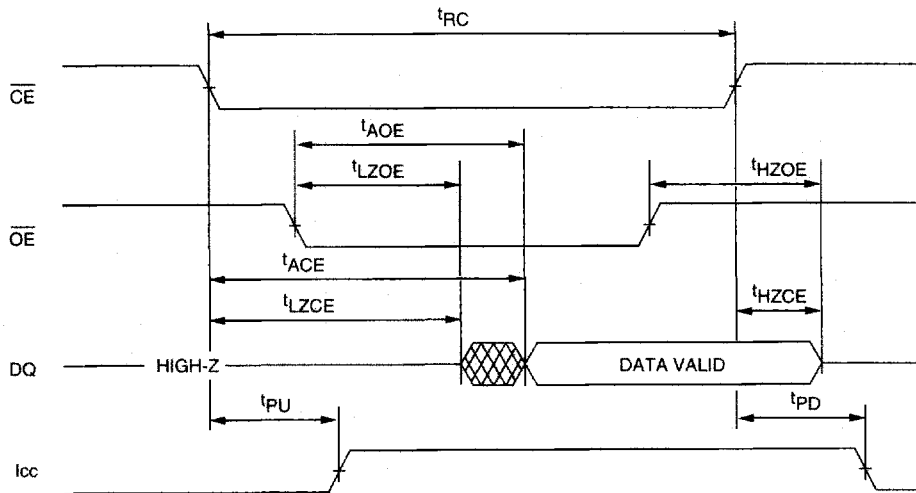 tRC
CE
tAOE
tLZOE
tHZOE
OE
tACE
tLZCE
tHZCE
DQ
HIGH-Z
DATA VALID
tPU
tPD
Icc